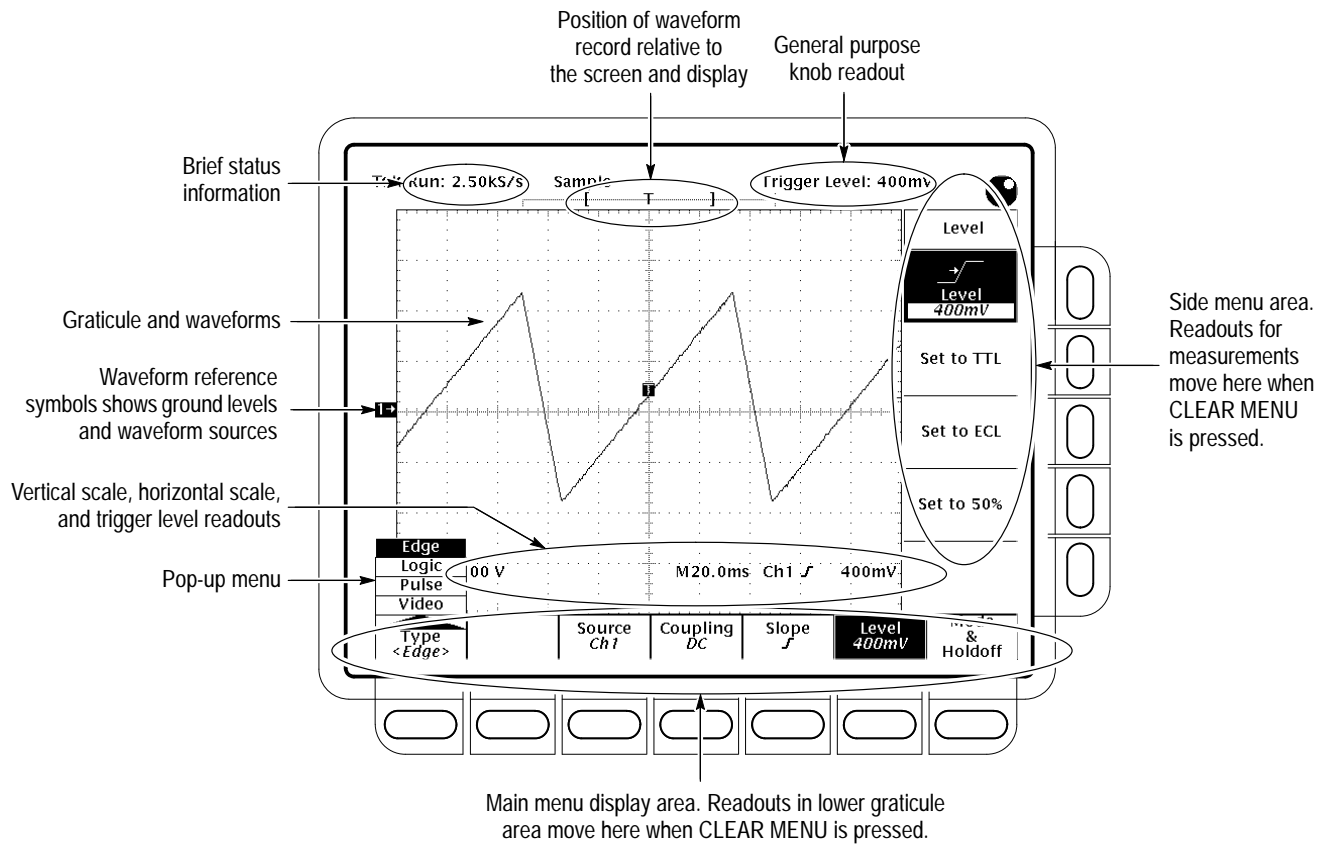 Position of waveform
record relative to
the screen and display
General purpose
knob readout
Brief status
information
Run: 2.50kS/s
Sample
Trigger Level: 400mV
[ T ]
Level
Level
400mV
Set to TTL
Set to ECL
Set to 50%
Side menu area.
Readouts for
measurements
move here when
CLEAR MENU
is pressed.
Graticule and waveforms
T
Waveform reference
symbols shows ground levels
and waveform sources
1
Vertical scale, horizontal scale,
and trigger level readouts
Pop-up menu
Edge
Logic
Pulse
Video
00 V
M20.0ms Ch1 400mV
Type
<Edge>
Source
Ch1
Coupling
DC
Slope
Level
400mV
Mode
&
Holdoff
Main menu display area. Readouts in lower graticule
area move here when CLEAR MENU is pressed.